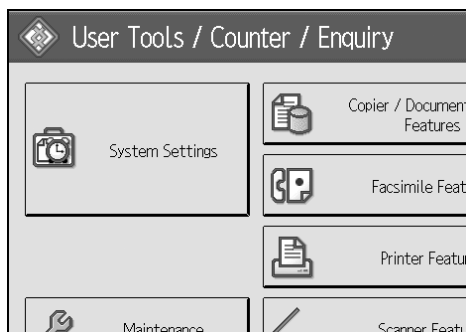 User Tools / Counter / Enquiry
System Settings
Copier / Document
Features
Facsimile Feat
Printer Featu
Maintenance
Scanner Featu